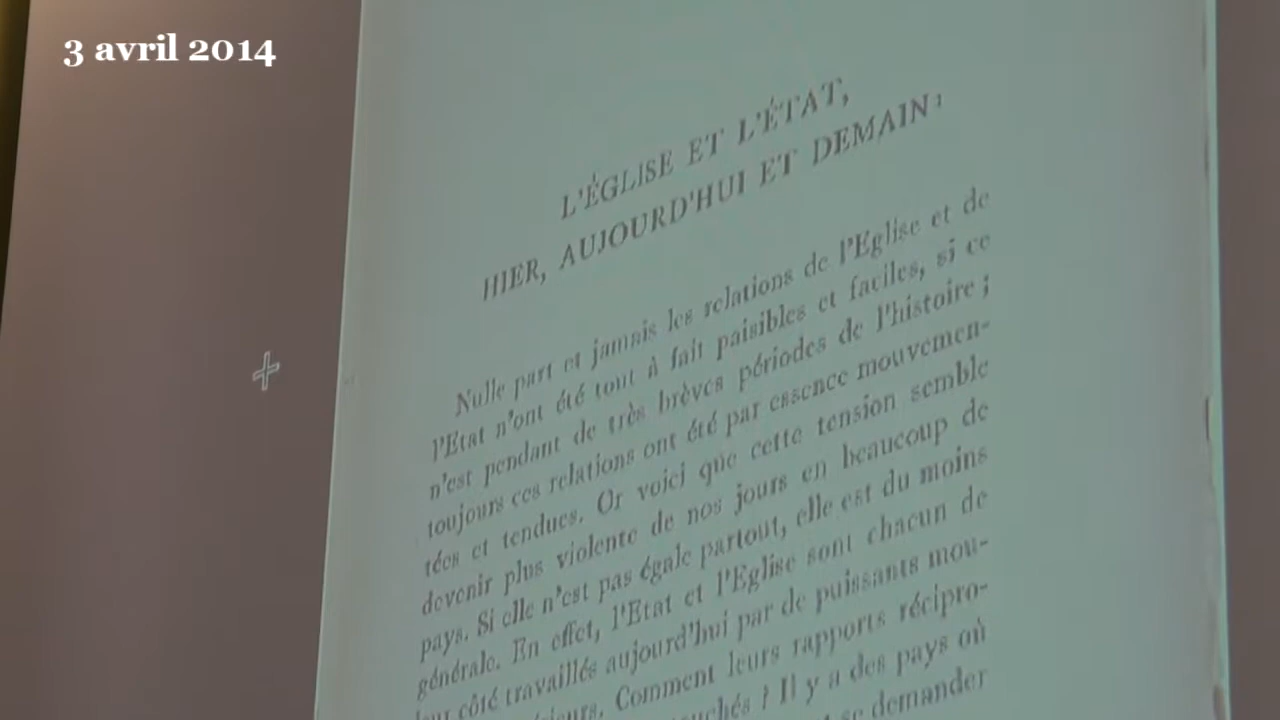 3 avril 2014
L'ÉGLISE ET L'ÉTAT,
HIER, AUJOURD'HUI ET DEMAIN
Nulle part et jamais les relations de l'Eglise et de
l'Etat n'ont été tout à fait paisibles et faciles, si ce
n'est pendant de très brèves périodes de l'histoire ;
toujours ces relations ont été par essence mouvemen-
tées et tendues. Or voici que cette tension semble
devenir plus violente de nos jours en beaucoup de
pays. Si elle n'est pas égale partout, elle est du moins
générale. En effet, l'Etat et l'Eglise sont chacun de
leur côté travaillés aujourd'hui par de puissants mou-
Comment leurs rapports récipro-
? Il y a des pays où
se demander